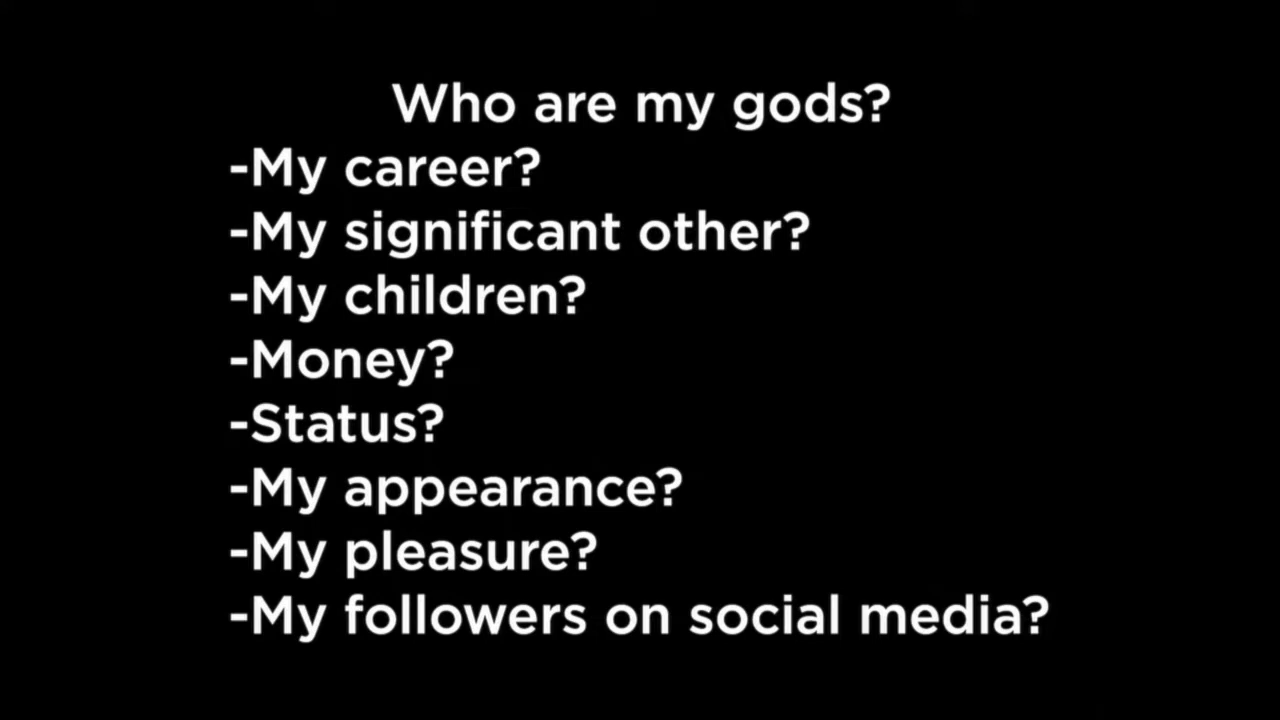 Who are my gods?
-My career?
-My significant other?
-My children?
-Money?
-Status?
-My appearance?
-My pleasure?
-My followers on social media?